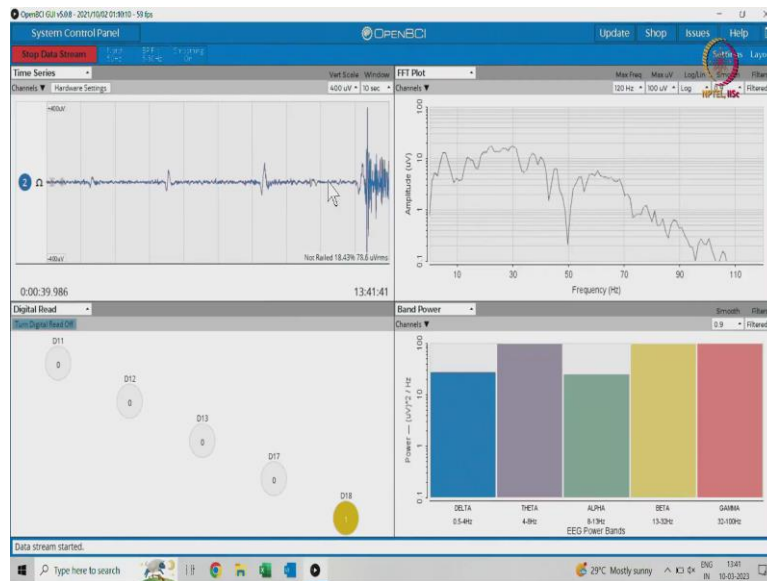 OpenBCI GUI v5.0.8 - 2021/10/02 01:99:10 - 59 fps
System Control Panel
OPENBCI
Update Shop Issues Help
Stop Data Stream
Settings Layo
NPTEL, IISc
Time Series
Vert Scale Window
Channels Hardware Settings
400 uV 10 sec
+400uV
2 Ω
-400uV
Not Railed 18.43% 75.6 uVrms
0:00:39.986 13:41:41
FFT Plot
Max Freq Max uV Log/Lin Smooth Filter
Channels
120 Hz 100 uV Log Filtered
Amplitude (uV)
100
10
1
0.1
10 30 50 70 90 110
Frequency (Hz)
Digital Read
Turn Digital Read Off
D11
0
D12
0
D13
0
D17
0
D18
1
Band Power
Smooth Filter
Channels
0.9 Filtered
Power — (uV)^2 / Hz
100
10
1
0.1
DELTA THETA ALPHA BETA GAMMA
0.5-4Hz 4-8Hz 8-13Hz 13-32Hz 32-100Hz
EEG Power Bands
Data stream started.
Type here to search
29°C Mostly sunny
ENG
IN
13:41
10-03-2023